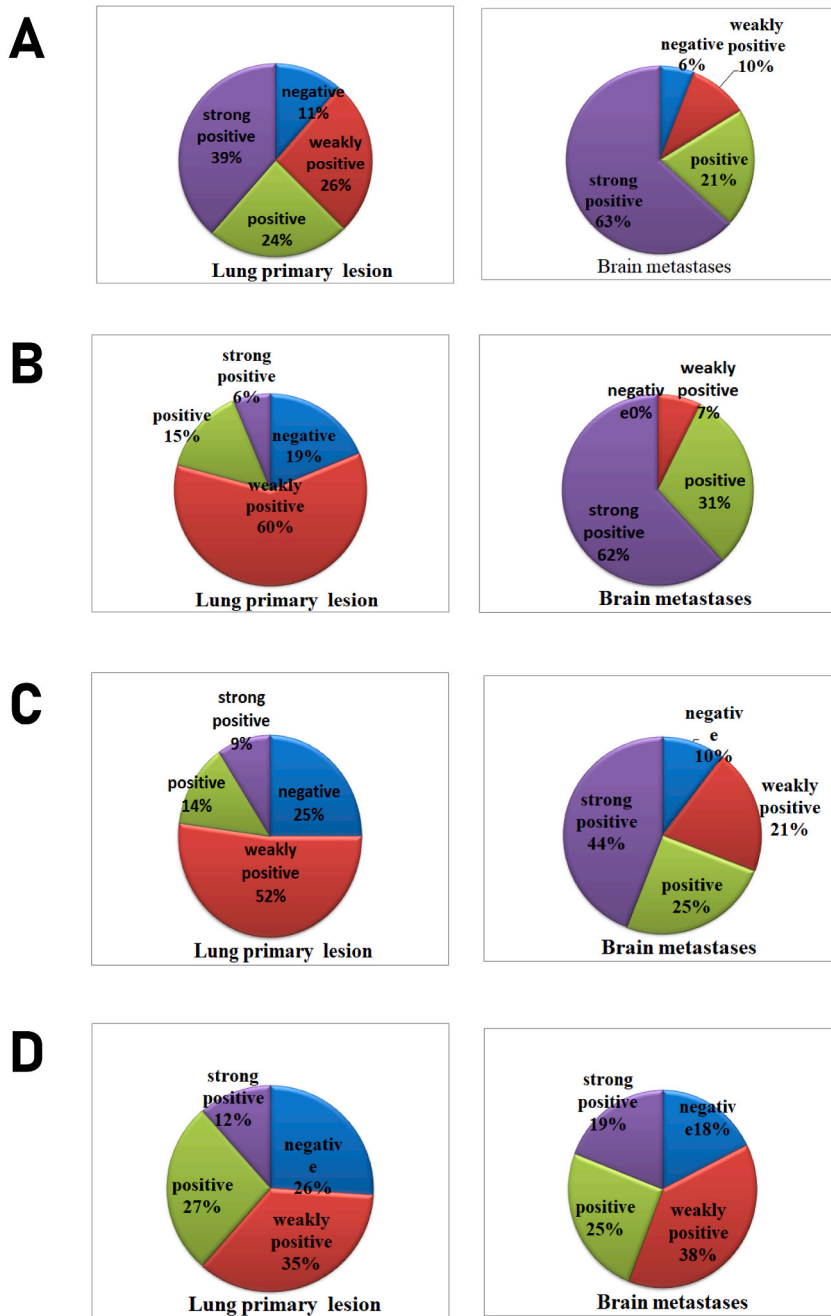 A
negative
11%
weakly
positive
26%
positive
24%
strong
positive
39%
Lung primary lesion
negative
6%
weakly
positive
10%
positive
21%
strong
positive
63%
Brain metastases
B
strong
positive
6%
positive
15%
negative
19%
weakly
positive
60%
Lung primary lesion
negativ
e0%
weakly
positive
7%
positive
31%
strong
positive
62%
Brain metastases
C
strong
positive
9%
positive
14%
negative
25%
weakly
positive
52%
Lung primary lesion
negativ
e
10%
weakly
positive
21%
strong
positive
44%
positive
25%
Brain metastases
D
strong
positive
12%
negativ
e
26%
positive
27%
weakly
positive
35%
Lung primary lesion
strong
positive
19%
negativ
e18%
positive
25%
weakly
positive
38%
Brain metastases